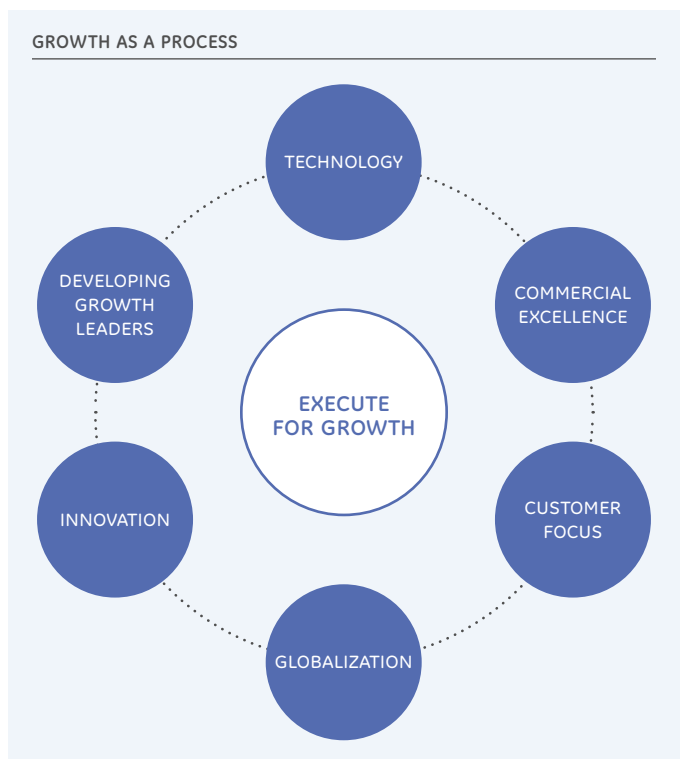 GROWTH AS A PROCESS
TECHNOLOGY
COMMERCIAL
EXCELLENCE
CUSTOMER
FOCUS
GLOBALIZATION
INNOVATION
DEVELOPING
GROWTH
LEADERS
EXECUTE
FOR GROWTH